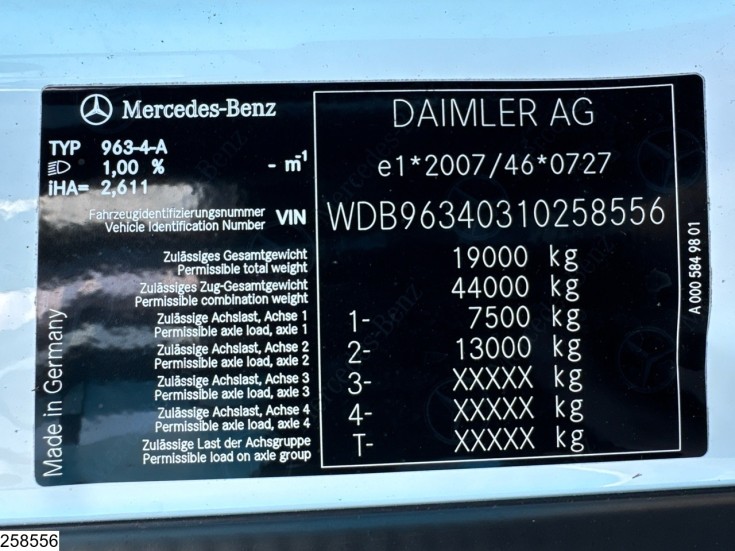 Mercedes-Benz
DAIMLER AG
TYP 963-4-A
1,00 % - m⁻¹
iHA= 2,611
e1*2007/46*0727
Fahrzeugidentifizierungsnummer
Vehicle Identification Number
VIN
WDB96340310258556
Zulässiges Gesamtgewicht
Permissible total weight
19000 kg
Zulässiges Zug-Gesamtgewicht
Permissible combination weight
44000 kg
Zulässige Achslast, Achse 1
Permissible axle load, axle 1
1- 7500 kg
Zulässige Achslast, Achse 2
Permissible axle load, axle 2
2- 13000 kg
Zulässige Achslast, Achse 3
Permissible axle load, axle 3
3- XXXXX kg
Zulässige Achslast, Achse 4
Permissible axle load, axle 4
4- XXXXX kg
Zulässige Last der Achsgruppe
Permissible load on axle group
T- XXXXX kg
Made in Germany
A 000 584 98 01
258556